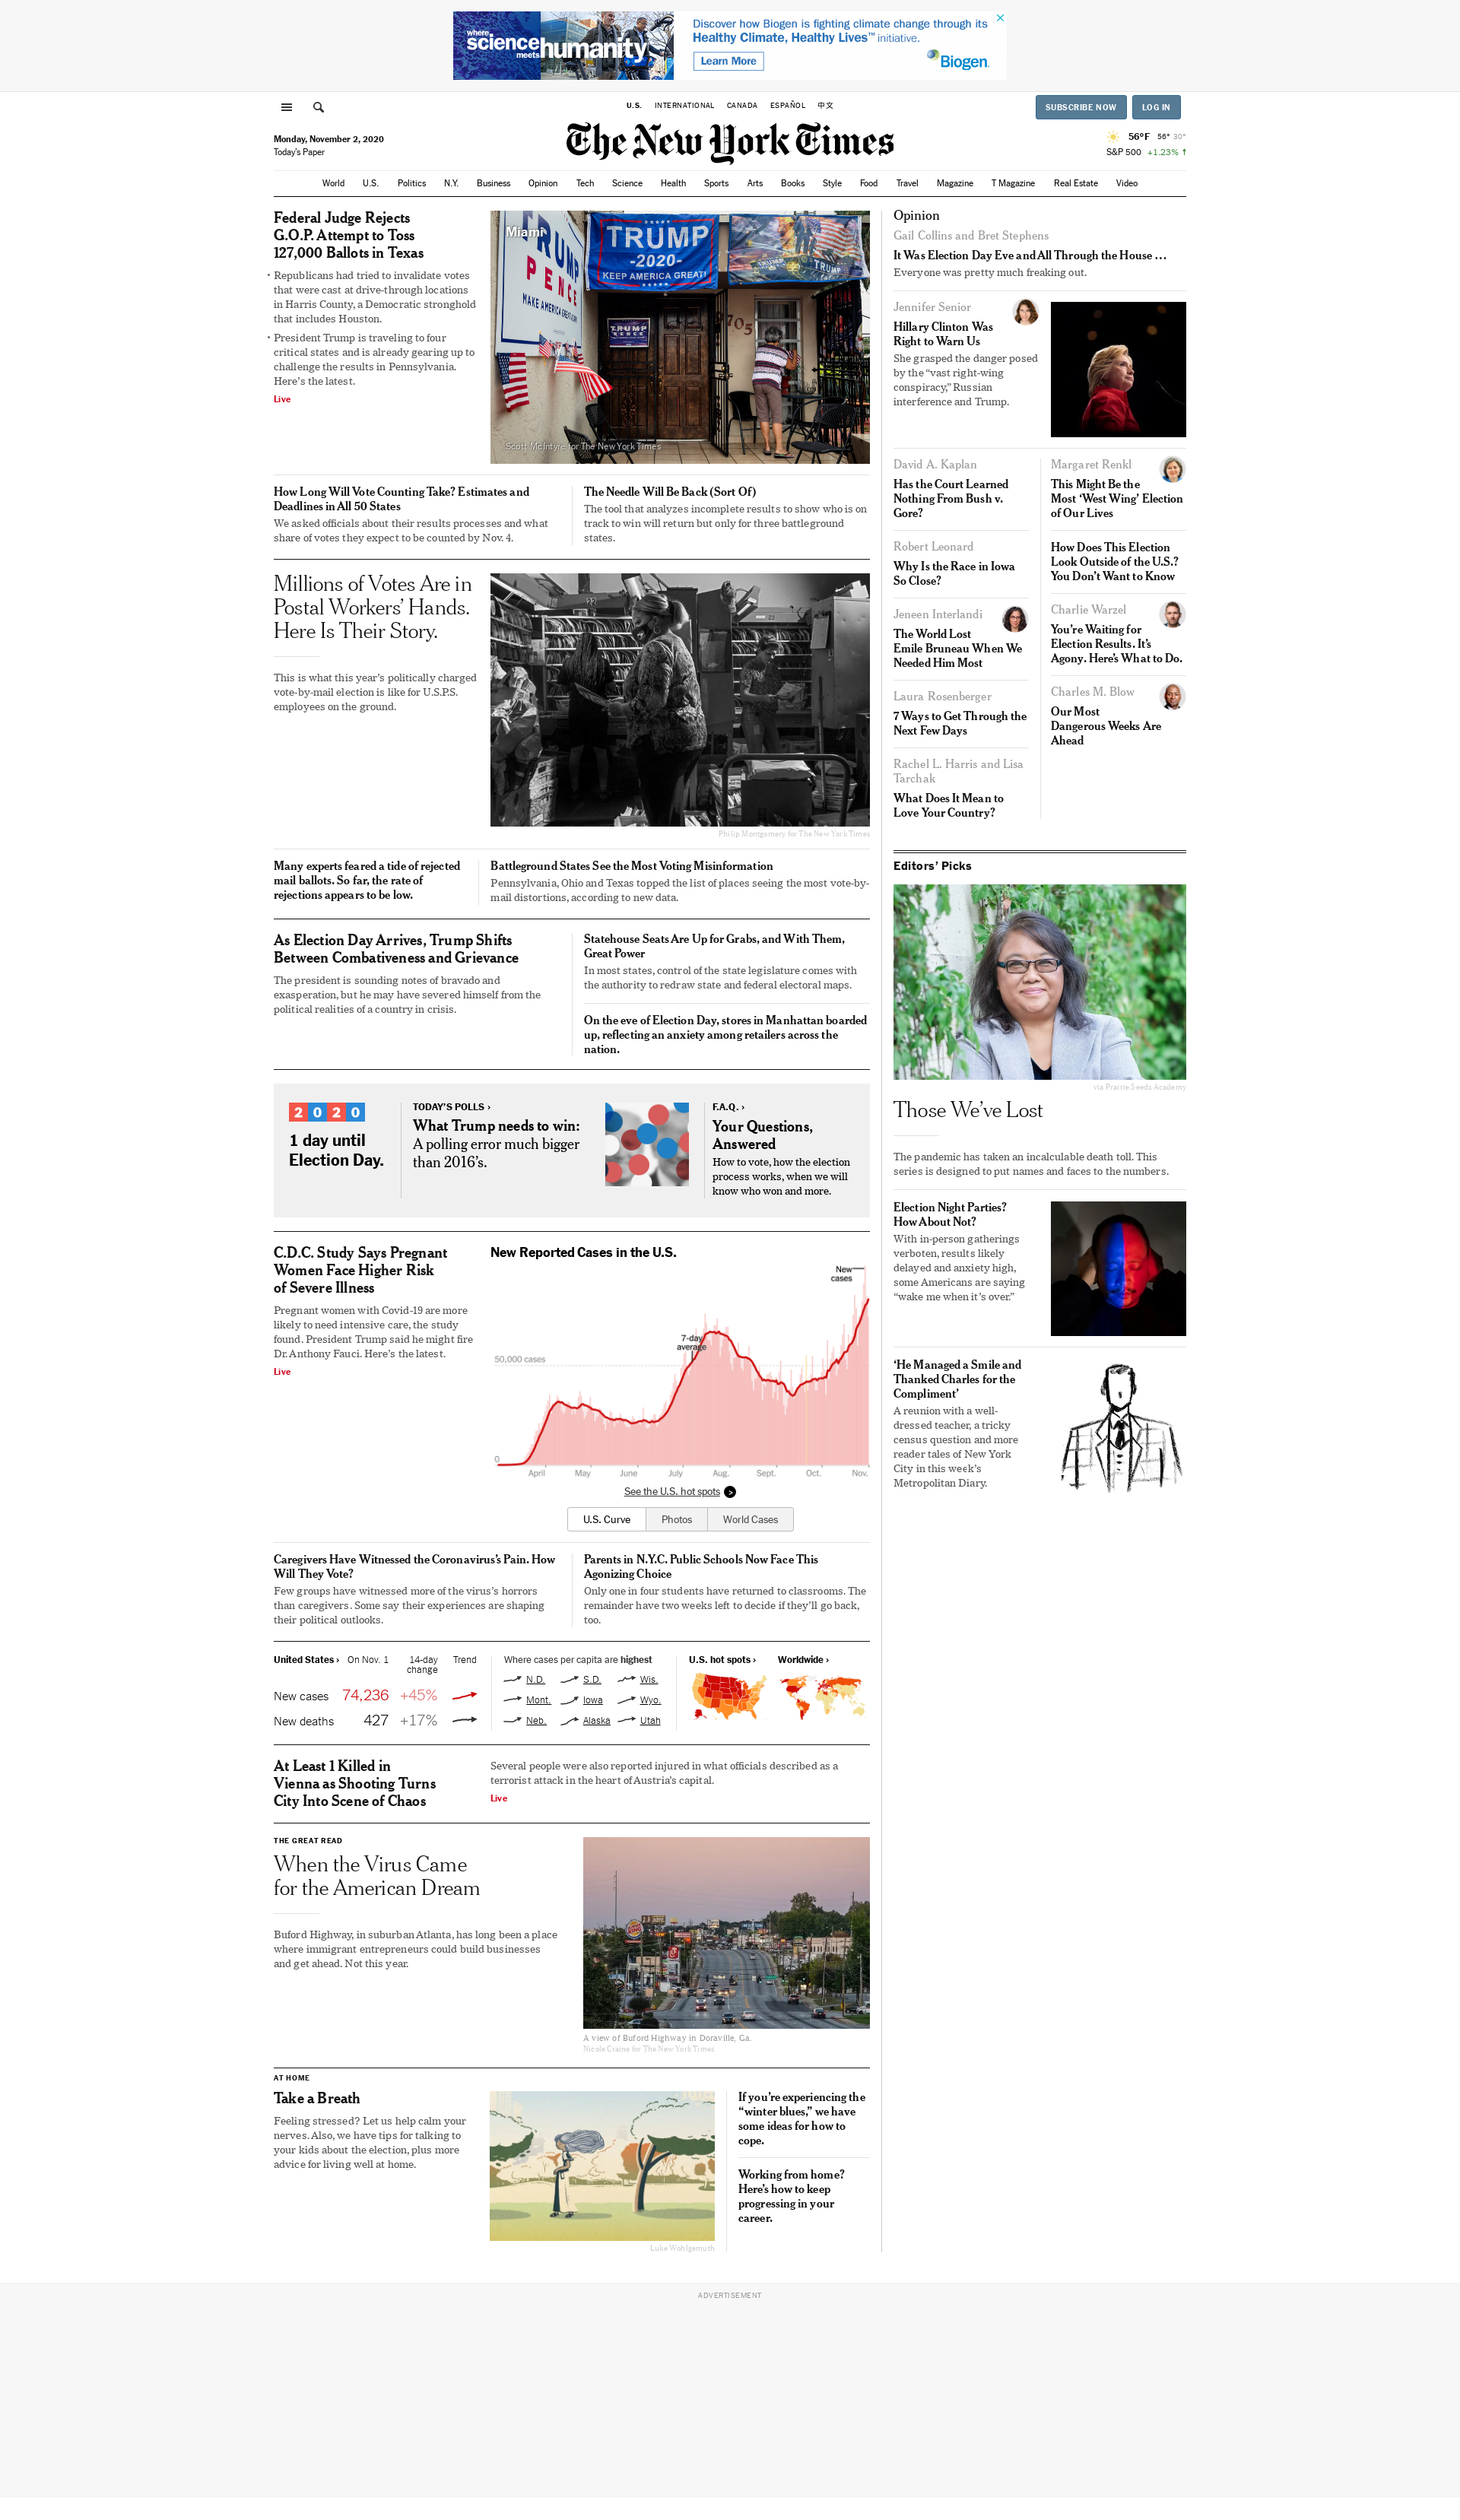 where
science
meets
humanity
Discover how Biogen is fighting climate change through its
Healthy Climate, Healthy Lives™ initiative.
Learn More
Biogen.
U.S. INTERNATIONAL CANADA ESPAÑOL 中文
SUBSCRIBE NOW LOG IN
Monday, November 2, 2020
Today's Paper
The New York Times
56°F 56° 30°
S&P 500 +1.23% ↑
World U.S. Politics N.Y. Business Opinion Tech Science Health Sports Arts Books Style Food Travel Magazine T Magazine Real Estate Video
Federal Judge Rejects
G.O.P. Attempt to Toss
127,000 Ballots in Texas
• Republicans had tried to invalidate votes
that were cast at drive-through locations
in Harris County, a Democratic stronghold
that includes Houston.
• President Trump is traveling to four
critical states and is already gearing up to
challenge the results in Pennsylvania.
Here's the latest.
Live
Miami
TRUMP
PENCE
MAKE AMERICA GREAT!
TRUMP
-2020-
KEEP AMERICA GREAT!
TRUMP
TRUMP
PENCE
705
Scott McIntyre for The New York Times
How Long Will Vote Counting Take? Estimates and
Deadlines in All 50 States
We asked officials about their results processes and what
share of votes they expect to be counted by Nov. 4.
The Needle Will Be Back (Sort Of)
The tool that analyzes incomplete results to show who is on
track to win will return but only for three battleground
states.
Millions of Votes Are in
Postal Workers' Hands.
Here Is Their Story.
This is what this year's politically charged
vote-by-mail election is like for U.S.P.S.
employees on the ground.
Philip Montgomery for The New York Times
Many experts feared a tide of rejected
mail ballots. So far, the rate of
rejections appears to be low.
Battleground States See the Most Voting Misinformation
Pennsylvania, Ohio and Texas topped the list of places seeing the most vote-by-
mail distortions, according to new data.
As Election Day Arrives, Trump Shifts
Between Combativeness and Grievance
The president is sounding notes of bravado and
exasperation, but he may have severed himself from the
political realities of a country in crisis.
Statehouse Seats Are Up for Grabs, and With Them,
Great Power
In most states, control of the state legislature comes with
the authority to redraw state and federal electoral maps.
On the eve of Election Day, stores in Manhattan boarded
up, reflecting an anxiety among retailers across the
nation.
2020
1 day until
Election Day.
TODAY'S POLLS ›
What Trump needs to win:
A polling error much bigger
than 2016's.
F.A.Q. ›
Your Questions,
Answered
How to vote, how the election
process works, when we will
know who won and more.
C.D.C. Study Says Pregnant
Women Face Higher Risk
of Severe Illness
Pregnant women with Covid-19 are more
likely to need intensive care, the study
found. President Trump said he might fire
Dr. Anthony Fauci. Here's the latest.
Live
New Reported Cases in the U.S.
New
cases
7-day
average
50,000 cases
0
April May June July Aug. Sept. Oct. Nov.
See the U.S. hot spots >
U.S. Curve Photos World Cases
Caregivers Have Witnessed the Coronavirus's Pain. How
Will They Vote?
Few groups have witnessed more of the virus's horrors
than caregivers. Some say their experiences are shaping
their political outlooks.
Parents in N.Y.C. Public Schools Now Face This
Agonizing Choice
Only one in four students have returned to classrooms. The
remainder have two weeks left to decide if they'll go back,
too.
United States › On Nov. 1 14-day
change Trend
New cases 74,236 +45%
New deaths 427 +17%
Where cases per capita are highest
N.D. S.D. Wis.
Mont. Iowa Wyo.
Neb. Alaska Utah
U.S. hot spots › Worldwide ›
At Least 1 Killed in
Vienna as Shooting Turns
City Into Scene of Chaos
Several people were also reported injured in what officials described as a
terrorist attack in the heart of Austria's capital.
Live
THE GREAT READ
When the Virus Came
for the American Dream
Buford Highway, in suburban Atlanta, has long been a place
where immigrant entrepreneurs could build businesses
and get ahead. Not this year.
A view of Buford Highway in Doraville, Ga.
Nicole Craine for The New York Times
AT HOME
Take a Breath
Feeling stressed? Let us help calm your
nerves. Also, we have tips for talking to
your kids about the election, plus more
advice for living well at home.
Luke Wohlgemuth
If you're experiencing the
“winter blues,” we have
some ideas for how to
cope.
Working from home?
Here's how to keep
progressing in your
career.
Opinion
Gail Collins and Bret Stephens
It Was Election Day Eve and All Through the House …
Everyone was pretty much freaking out.
Jennifer Senior
Hillary Clinton Was
Right to Warn Us
She grasped the danger posed
by the “vast right-wing
conspiracy,” Russian
interference and Trump.
David A. Kaplan
Has the Court Learned
Nothing From Bush v.
Gore?
Robert Leonard
Why Is the Race in Iowa
So Close?
Jeneen Interlandi
The World Lost
Emile Bruneau When We
Needed Him Most
Laura Rosenberger
7 Ways to Get Through the
Next Few Days
Rachel L. Harris and Lisa
Tarchak
What Does It Mean to
Love Your Country?
Margaret Renkl
This Might Be the
Most ‘West Wing’ Election
of Our Lives
How Does This Election
Look Outside of the U.S.?
You Don't Want to Know
Charlie Warzel
You're Waiting for
Election Results. It's
Agony. Here's What to Do.
Charles M. Blow
Our Most
Dangerous Weeks Are
Ahead
Editors' Picks
via Prairie Seeds Academy
Those We've Lost
The pandemic has taken an incalculable death toll. This
series is designed to put names and faces to the numbers.
Election Night Parties?
How About Not?
With in-person gatherings
verboten, results likely
delayed and anxiety high,
some Americans are saying
“wake me when it's over.”
‘He Managed a Smile and
Thanked Charles for the
Compliment’
A reunion with a well-
dressed teacher, a tricky
census question and more
reader tales of New York
City in this week's
Metropolitan Diary.
ADVERTISEMENT